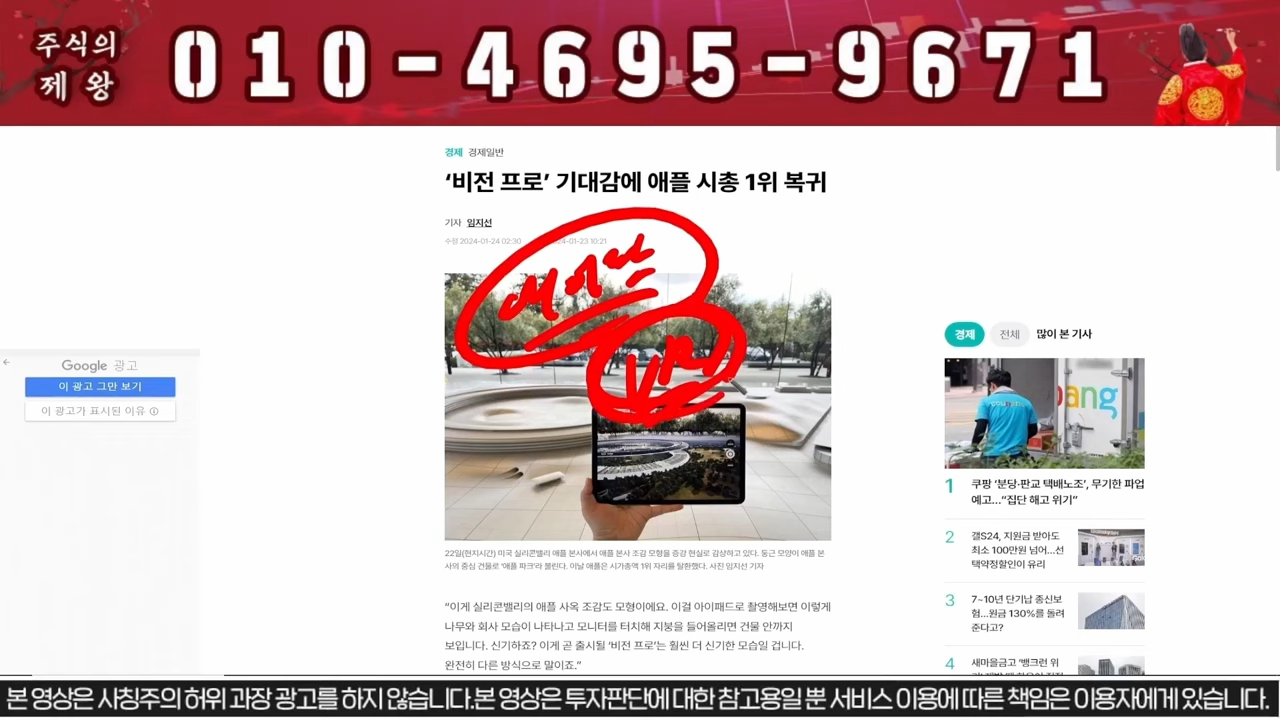 주식의
제 왕
010-4695-9671
경제 경제일반
‘비전 프로’ 기대감에 애플 시총 1위 복귀
기자 임지선
수정 2024-01-24 02:30
24-01-23 10:21
22일(현지시간) 미국 실리콘밸리 애플 본사에서 애플 본사 조감 모형을 증강 현실로 감상하고 있다. 둥근 모양이 애플 본
사의 중심 건물로 ‘애플 파크’라 불린다. 이날 애플은 시가총액 1위 자리를 탈환했다. 사진 임지선 기자
“이게 실리콘밸리의 애플 사옥 조감도 모형이에요. 이걸 아이패드로 촬영해보면 이렇게
나무와 회사 모습이 나타나고 모니터를 터치해 지붕을 들어올리면 건물 안까지
보입니다. 신기하죠? 이게 곧 출시될 ‘비전 프로’는 훨씬 더 신기한 모습일 겁니다.
완전히 다른 방식으로 말이죠.”
Google 광고
이 광고 그만 보기
이 광고가 표시된 이유
경제 전체 많이 본 기사
1 쿠팡 ‘분당·판교 택배노조’, 무기한 파업
예고…“집단 해고 위기”
2 갤S24, 지원금 받아도
최소 100만원 넘어…선
택약정할인이 유리
3 7~10년 단기납 종신보
험…원금 130%를 돌려
준다고?
4 새마을금고 ‘뱅크런 위
본 영상은 사칭주의 허위 과장 광고를 하지 않습니다.본 영상은 투자판단에 대한 참고용일 뿐 서비스 이용에 따른 책임은 이용자에게 있습니다.